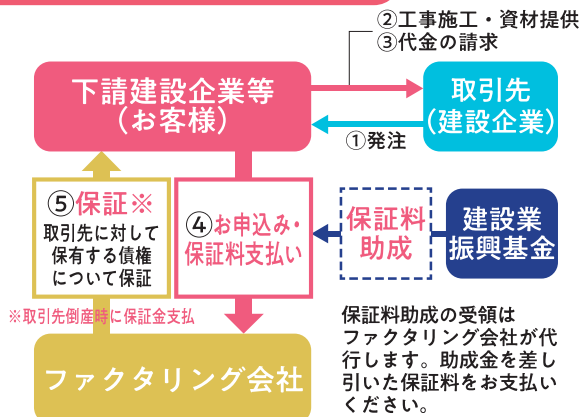 ②工事施工・資材提供
③代金の請求
下請建設企業等
（お客様）
取引先
（建設企業）
①発注
⑤保証※
取引先に対して
保有する債権
について保証
④お申込み・
保証料支払い
保証料
助成
建設業
振興基金
※取引先倒産時に保証金支払
ファクタリング会社
保証料助成の受領は
ファクタリング会社が代
行します。助成金を差し
引いた保証料をお支払い
ください。